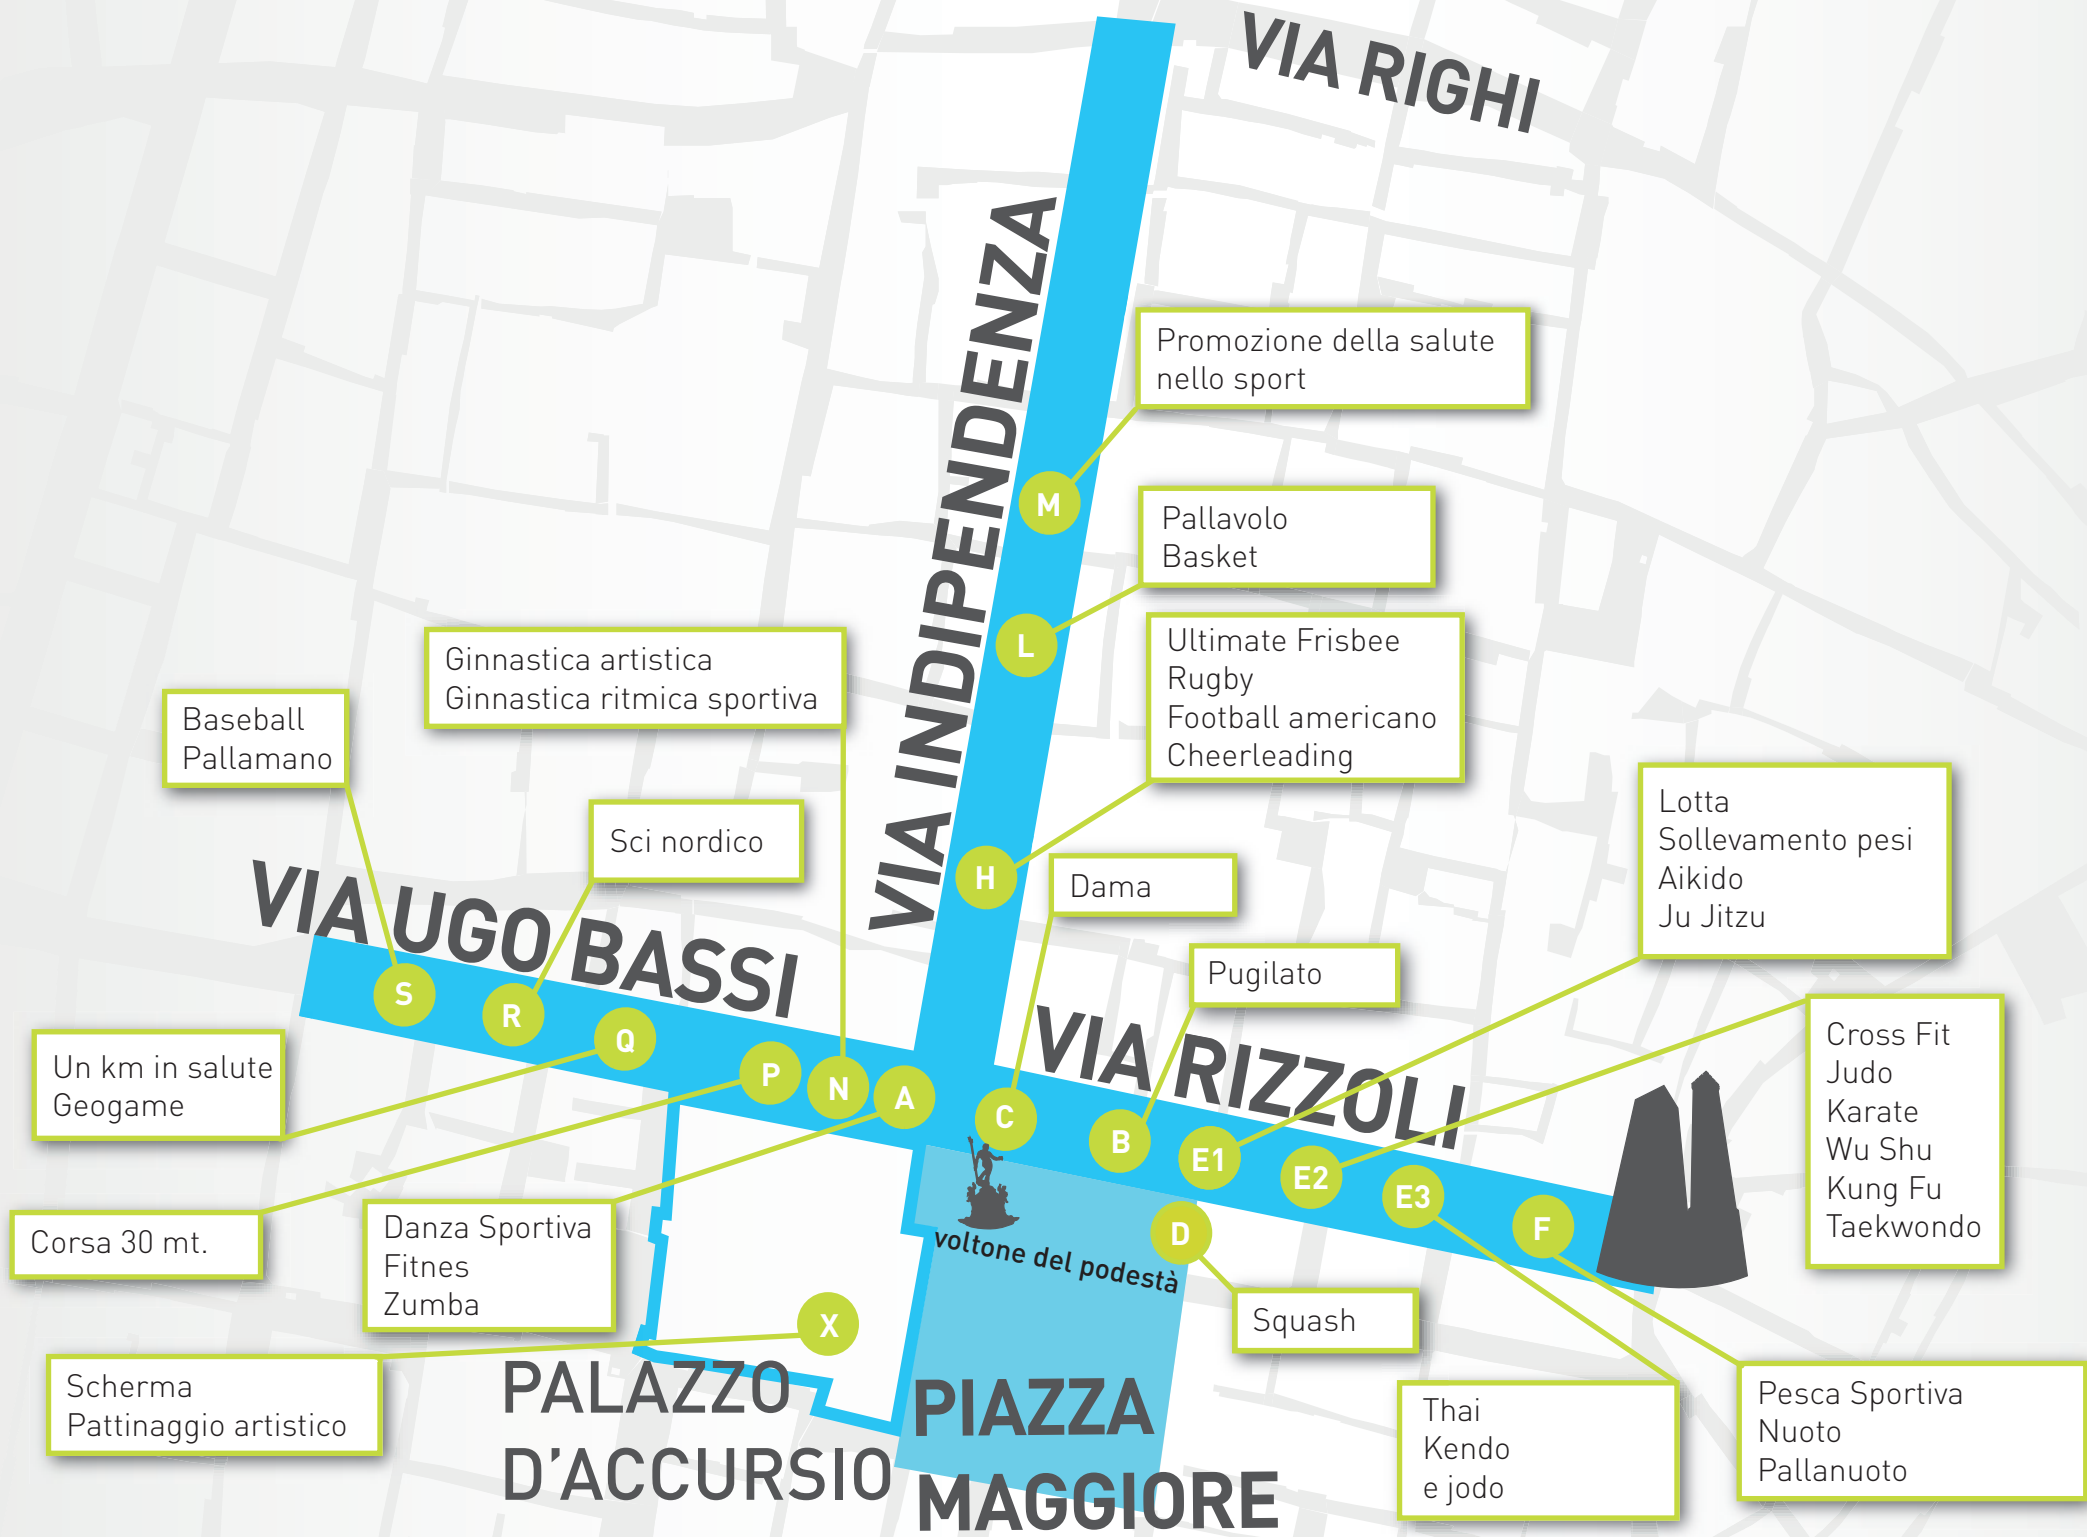 VIA RIGHI
VIA INDIPENDENZA
Promozione della salute
nello sport
M
Pallavolo
Basket
L
Ultimate Frisbee
Rugby
Football americano
Cheerleading
H
Ginnastica artistica
Ginnastica ritmica sportiva
Baseball
Pallamano
Sci nordico
VIA UGO BASSI
Dama
Pugilato
Lotta
Sollevamento pesi
Aikido
Ju Jitzu
VIA RIZZOLI
Cross Fit
Judo
Karate
Wu Shu
Kung Fu
Taekwondo
S
R
Q
P
N
A
C
B
E1
E2
E3
F
D
X
Un km in salute
Geogame
Corsa 30 mt.
Danza Sportiva
Fitnes
Zumba
voltone del podestà
Squash
Scherma
Pattinaggio artistico
PALAZZO
D'ACCURSIO
PIAZZA
MAGGIORE
Thai
Kendo
e jodo
Pesca Sportiva
Nuoto
Pallanuoto